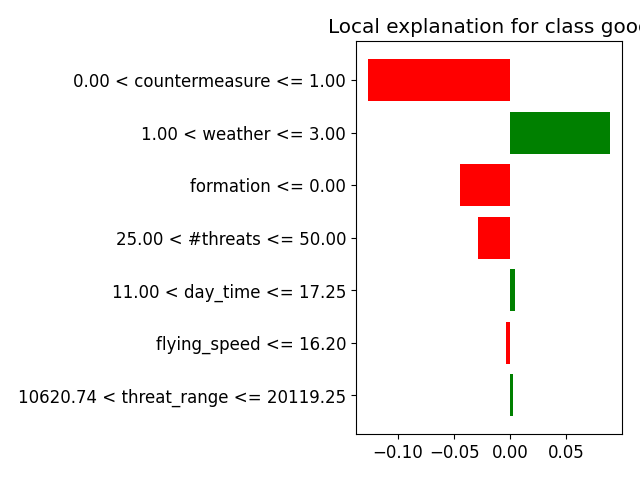 Local explanation for class goo
0.00 < countermeasure <= 1.00
1.00 < weather <= 3.00
formation <= 0.00
25.00 < #threats <= 50.00
11.00 < day_time <= 17.25
flying_speed <= 16.20
10620.74 < threat_range <= 20119.25
−0.10 −0.05 0.00 0.05